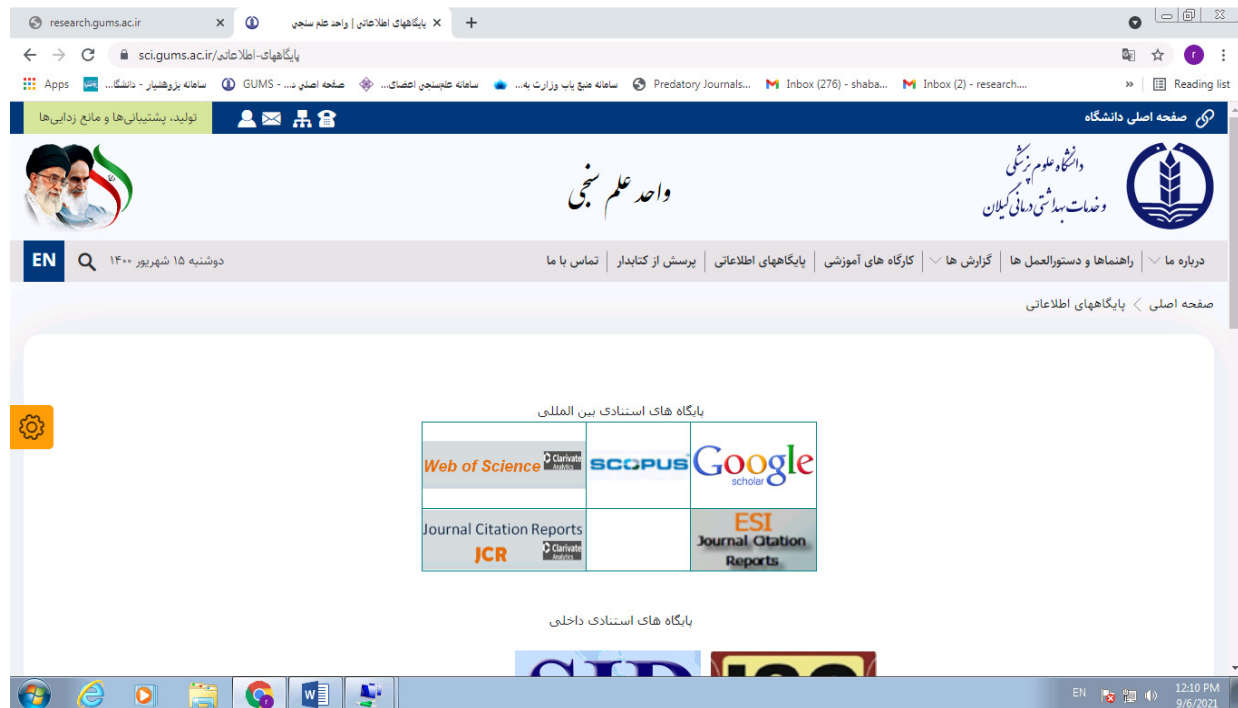 research.gums.ac.ir
پایگاههای اطلاعاتی | واحد علم سنجی
sci.gums.ac.ir/پایگاههای-اطلاعاتی
Apps
سامانه پژوهشیار - دانشگا...
صفحه اصلی د... - GUMS
سامانه علم‌سنجی اعضای...
سامانه منبع یاب وزارت به...
Predatory Journals...
Inbox (276) - shaba...
Inbox (2) - research....
»
Reading list
صفحه اصلی دانشگاه
تولید، پشتیبانی‌ها و مانع زدایی‌ها
دانشگاه علوم پزشکی
و خدمات بهداشتی درمانی گیلان
واحد علم سنجی
درباره ما | راهنماها و دستورالعمل ها | گزارش ها | کارگاه های آموزشی | پایگاههای اطلاعاتی | پرسش از کتابدار | تماس با ما
دوشنبه ۱۵ شهریور ۱۴۰۰
EN
صفحه اصلی > پایگاههای اطلاعاتی
پایگاه های استنادی بین المللی
Web of Science Clarivate Analytics
SCOPUS
Google scholar
Journal Citation Reports
JCR Clarivate Analytics
ESI
Journal Citation
Reports
پایگاه های استنادی داخلی
SID
ISC
EN
12:10 PM
9/6/2021